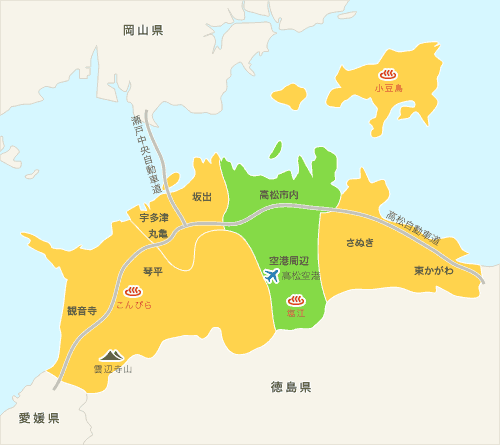 岡山県
小豆島
瀬戸中央自動車道
坂出
高松市内
宇多津
丸亀
高松自動車道
さぬき
東かがわ
空港周辺
高松空港
琴平
こんぴら
塩江
観音寺
雲辺寺山
徳島県
愛媛県